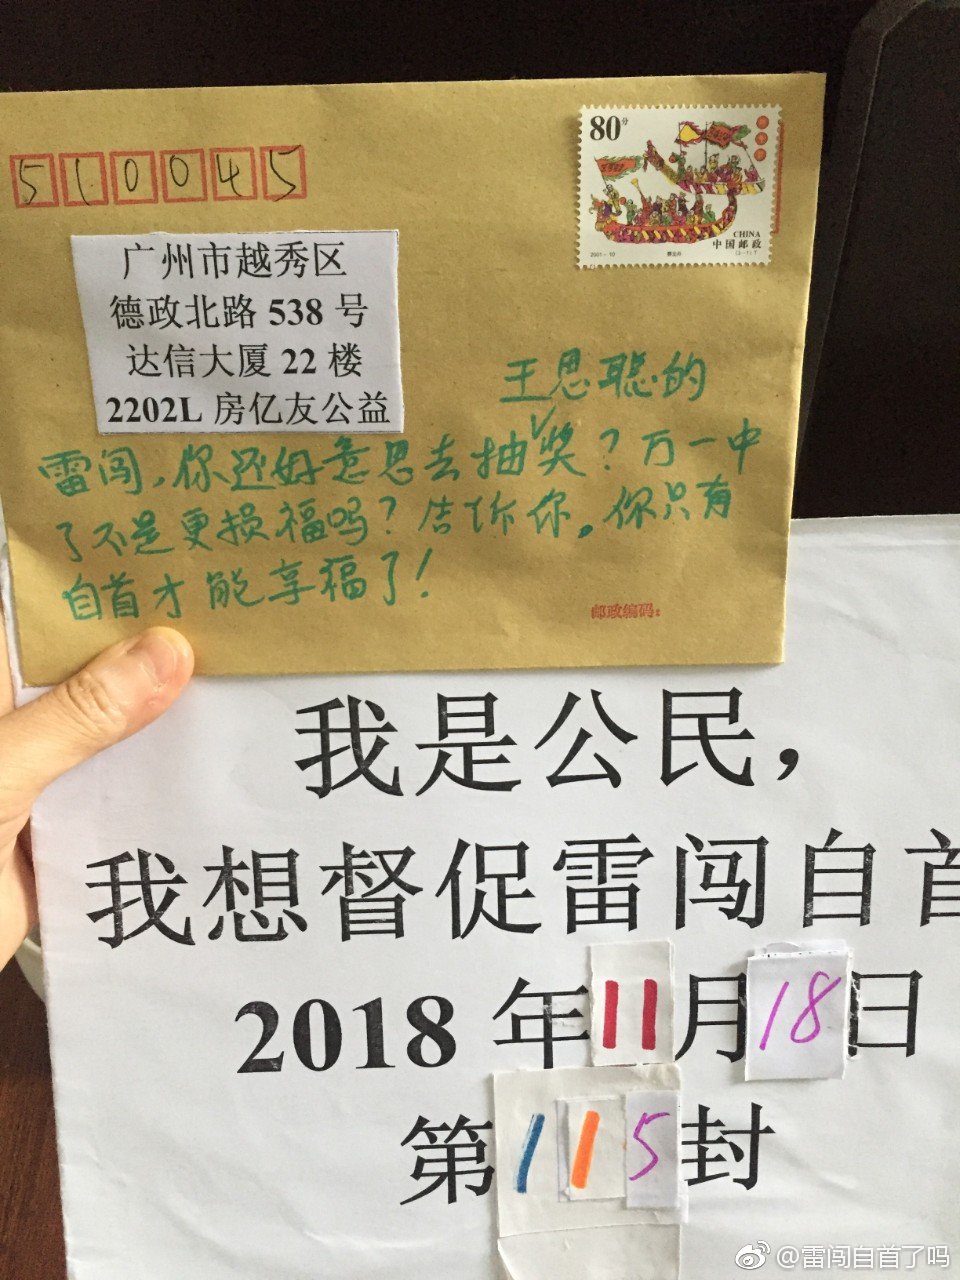 510045
80分
CHINA
中国邮政
2001-10
(3-1)T
广州市越秀区
德政北路 538 号
达信大厦 22 楼
2202L 房亿友公益
王思聪的
雷闯，你还好意思去抽奖？万一中
了不是更损福吗？告诉你，你只有
自首才能享福了！
邮政编码：
我是公民，
我想督促雷闯自首
2018 年 11 月 18 日
第 115 封
@雷闯自首了吗